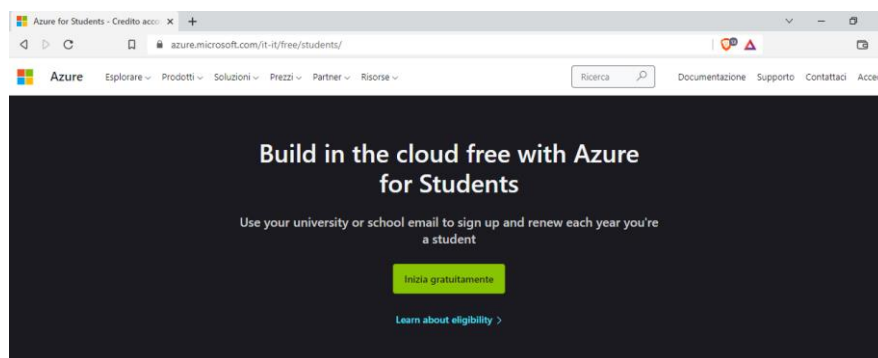 Azure for Students - Credito acco
azure.microsoft.com/it-it/free/students/
Azure Esplorare Prodotti Soluzioni Prezzi Partner Risorse Ricerca Documentazione Supporto Contattaci Acce
Build in the cloud free with Azure
for Students
Use your university or school email to sign up and renew each year you're
a student
Inizia gratuitamente
Learn about eligibility >